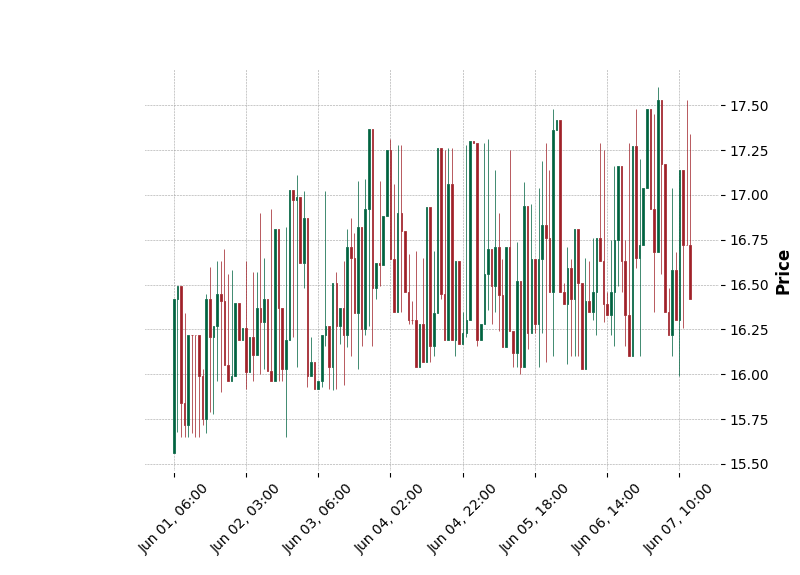 17.50
17.25
17.00
16.75
16.50
16.25
16.00
15.75
15.50
Price
Jun 01, 06:00
Jun 02, 03:00
Jun 03, 06:00
Jun 04, 02:00
Jun 04, 22:00
Jun 05, 18:00
Jun 06, 14:00
Jun 07, 10:00